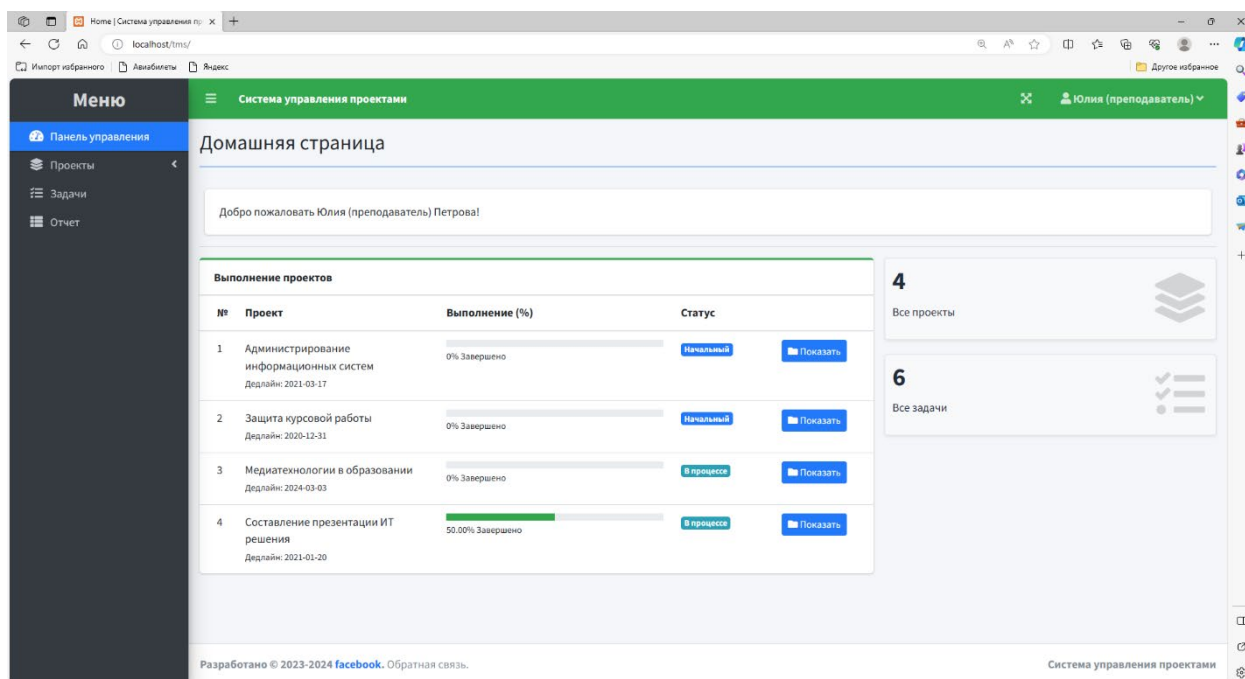 Home | Система управления пр
localhost/tms/
Импорт избранного Авиабилеты Яндекс Другое избранное
Меню Система управления проектами Юлия (преподаватель)
Панель управления
Проекты
Задачи
Отчет
Домашняя страница
Добро пожаловать Юлия (преподаватель) Петрова!
Выполнение проектов
№ Проект Выполнение (%) Статус
1 Администрирование информационных систем
Дедлайн: 2021-03-17
0% Завершено
Начальный
Показать
2 Защита курсовой работы
Дедлайн: 2020-12-31
0% Завершено
Начальный
Показать
3 Медиатехнологии в образовании
Дедлайн: 2024-03-03
0% Завершено
В процессе
Показать
4 Составление презентации ИТ решения
Дедлайн: 2021-01-20
50.00% Завершено
В процессе
Показать
4
Все проекты
6
Все задачи
Разработано © 2023-2024 facebook. Обратная связь. Система управления проектами